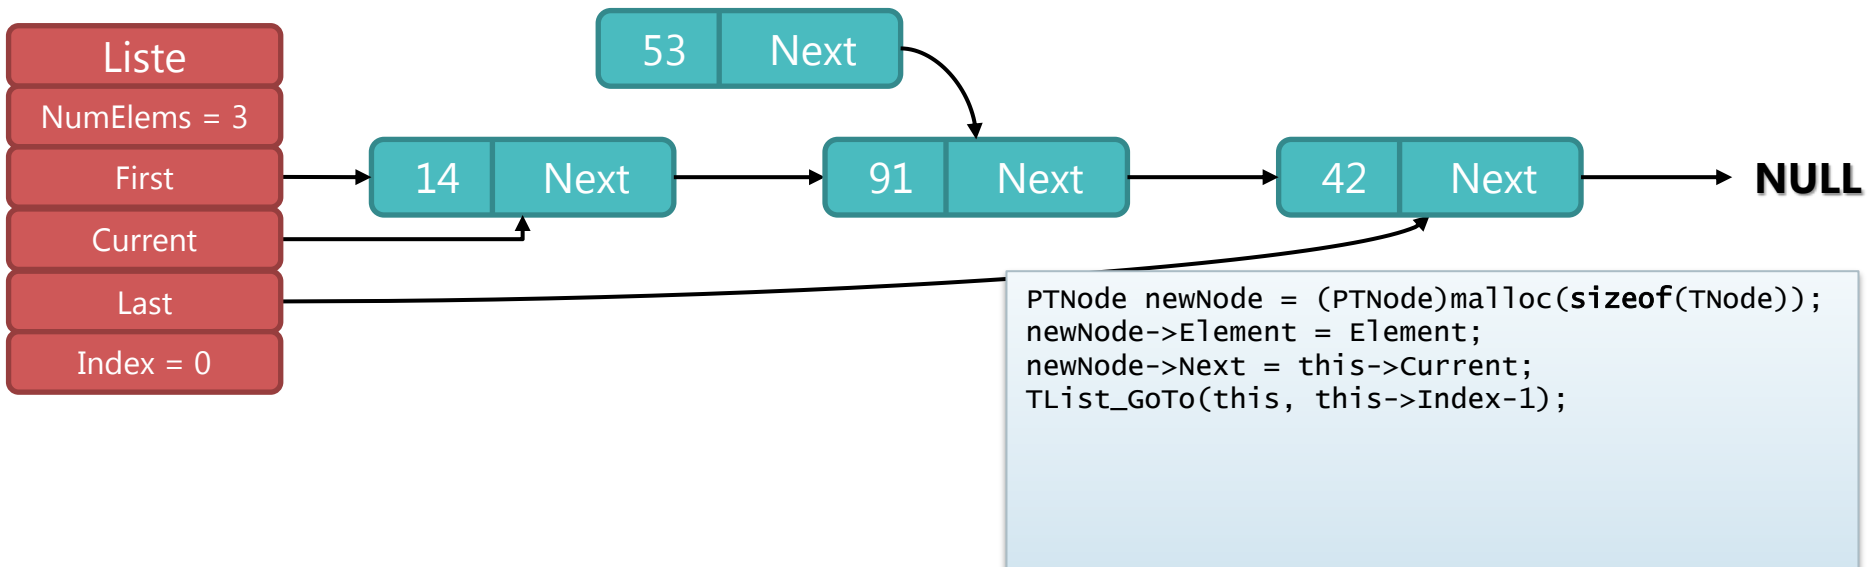 Liste
NumElems = 3
First
Current
Last
Index = 0
53 Next
14 Next
91 Next
42 Next
NULL
PTNode newNode = (PTNode)malloc(sizeof(TNode));
newNode->Element = Element;
newNode->Next = this->Current;
TList_GoTo(this, this->Index-1);